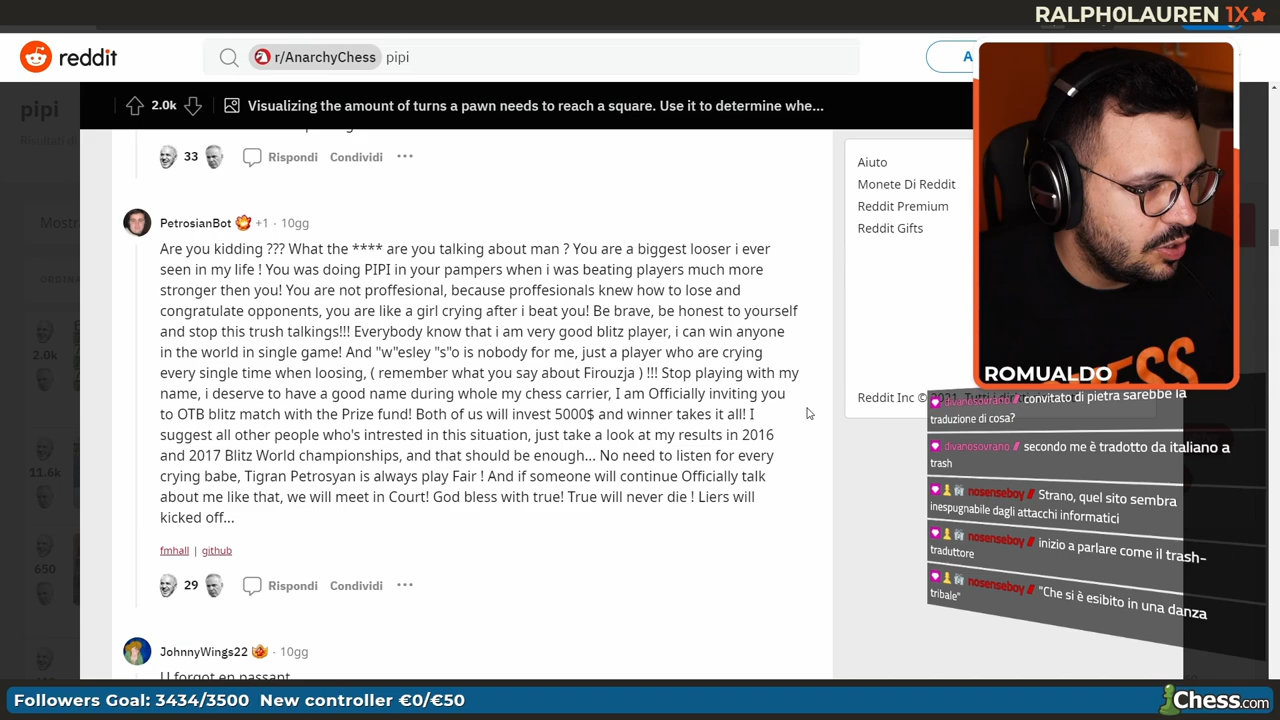 RALPH0LAUREN 1X
reddit
r/AnarchyChess pipi
A
pipi
2.0k
Visualizing the amount of turns a pawn needs to reach a square. Use it to determine whe...
33 Rispondi Condividi ···
Mostr
PetrosianBot +1 · 10gg
Are you kidding ??? What the **** are you talking about man ? You are a biggest looser i ever
seen in my life ! You was doing PIPI in your pampers when i was beating players much more
stronger then you! You are not proffesional, because proffesionals knew how to lose and
congratulate opponents, you are like a girl crying after i beat you! Be brave, be honest to yourself
and stop this trush talkings!!! Everybody know that i am very good blitz player, i can win anyone
in the world in single game! And "w"esley "s"o is nobody for me, just a player who are crying
every single time when loosing, ( remember what you say about Firouzja ) !!! Stop playing with my
name, i deserve to have a good name during whole my chess carrier, I am Officially inviting you
to OTB blitz match with the Prize fund! Both of us will invest 5000$ and winner takes it all! I
suggest all other people who's intrested in this situation, just take a look at my results in 2016
and 2017 Blitz World championships, and that should be enough... No need to listen for every
crying babe, Tigran Petrosyan is always play Fair ! And if someone will continue Officially talk
about me like that, we will meet in Court! God bless with true! True will never die ! Liers will
kicked off...
fmhall | github
29 Rispondi Condividi ···
JohnnyWings22 · 10gg
U forgot en passant
2.0k
11.6k
650
Aiuto
Monete Di Reddit
Reddit Premium
Reddit Gifts
Reddit Inc ©
ROMUALDO
divanosovrano convitato di pietra sarebbe la
traduzione di cosa?
divanosovrano secondo me è tradotto da italiano a
trash
nosenseboy Strano, quel sito sembra
inespugnabile dagli attacchi informatici
nosenseboy inizio a parlare come il trash-
traduttore
nosenseboy "Che si è esibito in una danza
tribale"
Followers Goal: 3434/3500 New controller €0/€50
Chess.com